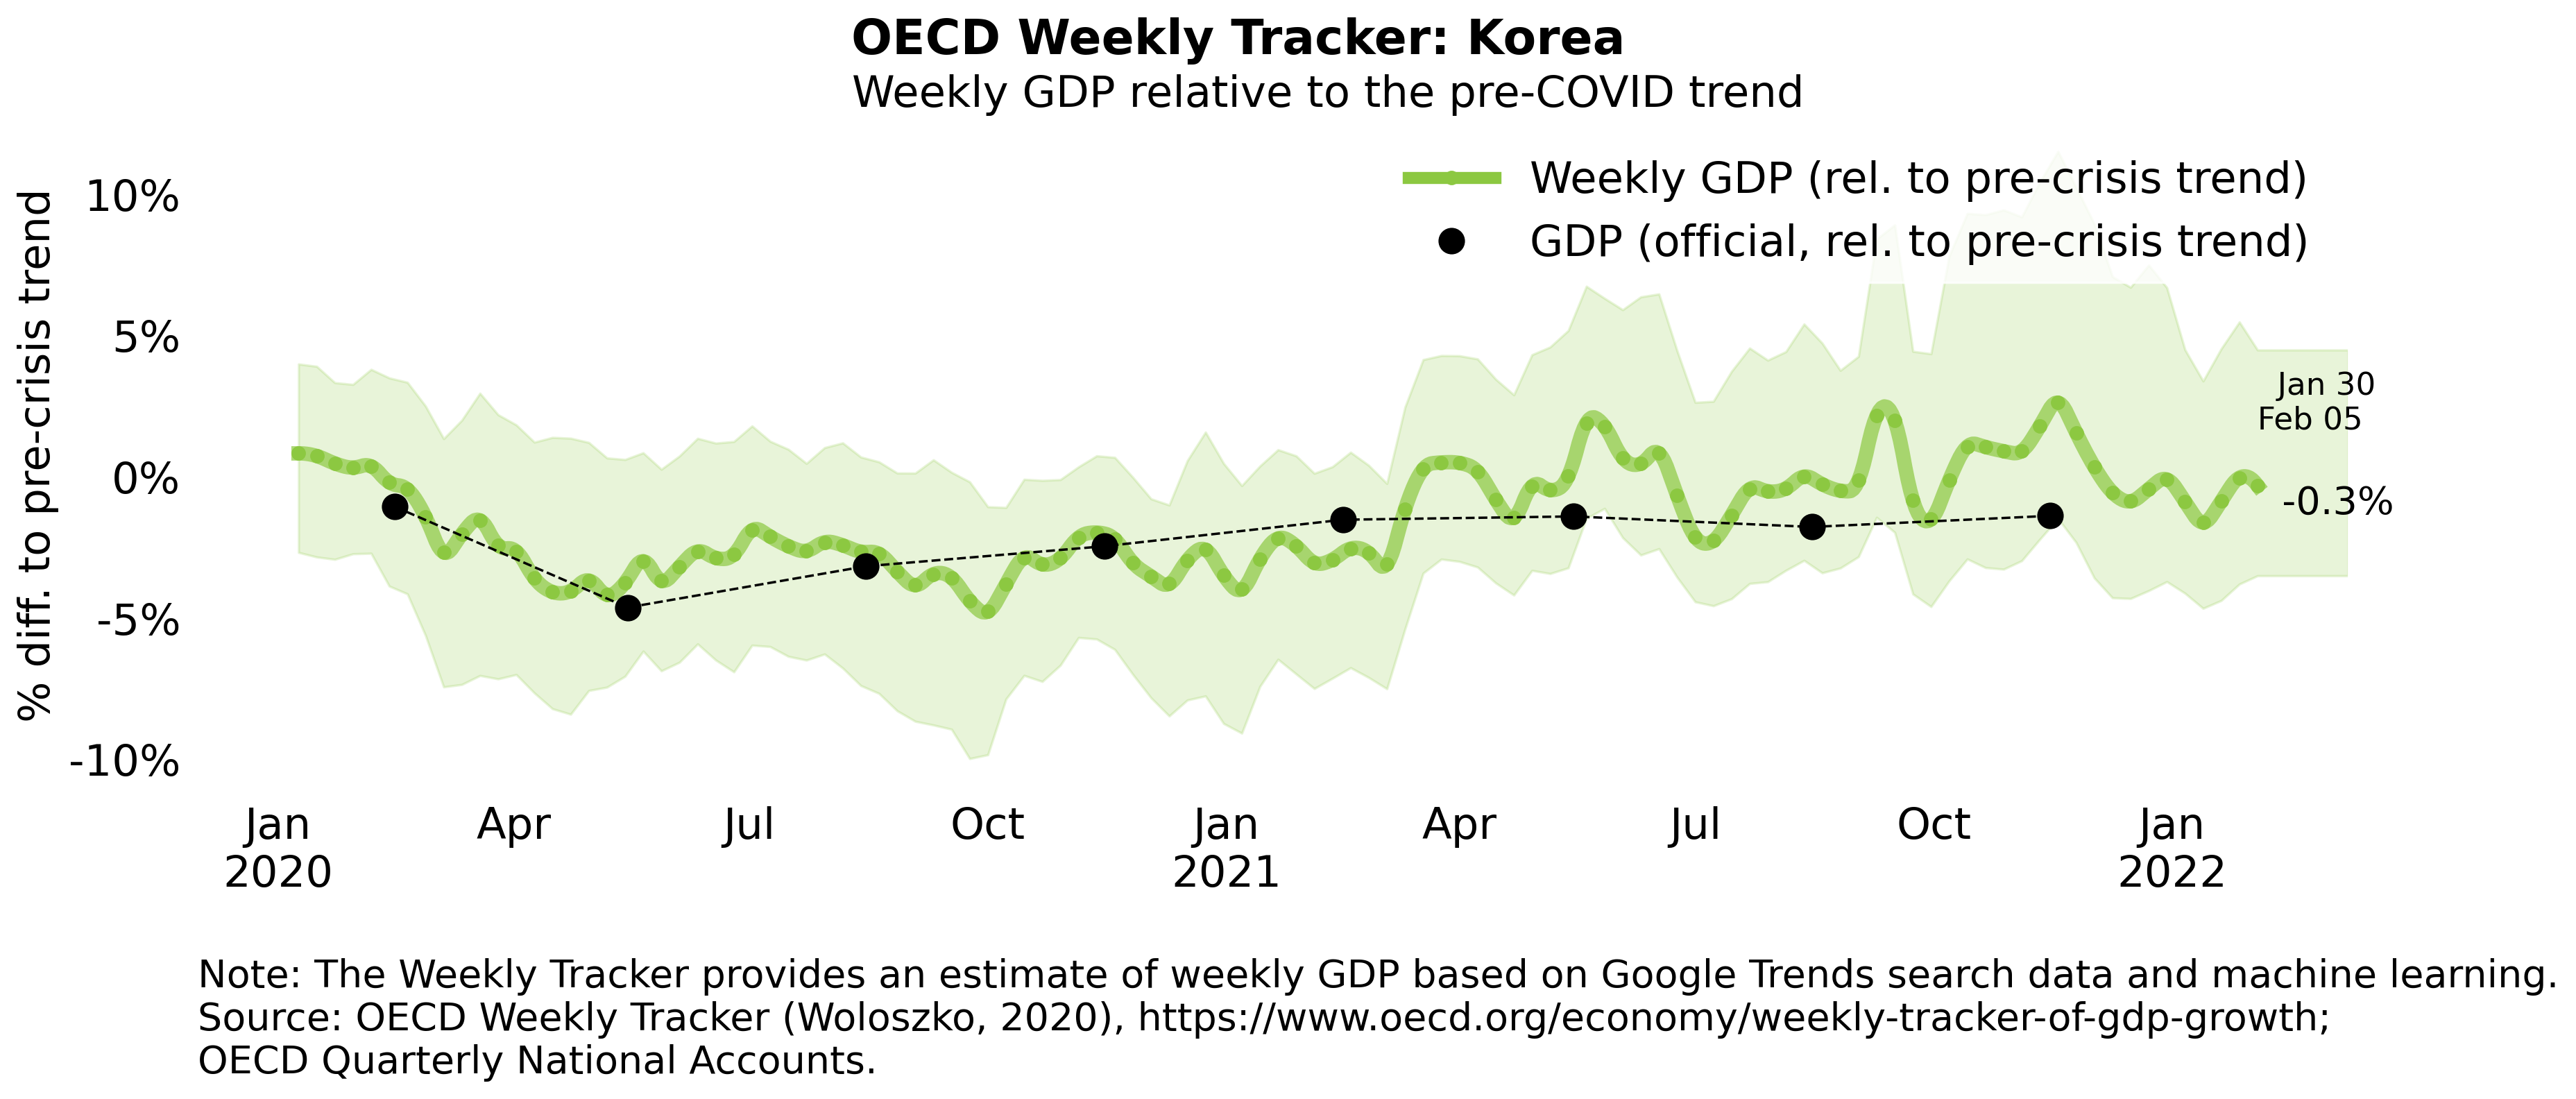 OECD Weekly Tracker: Korea
Weekly GDP relative to the pre-COVID trend
Weekly GDP (rel. to pre-crisis trend)
GDP (official, rel. to pre-crisis trend)
% diff. to pre-crisis trend
10%
5%
0%
-5%
-10%
Jan 30
Feb 05
-0.3%
Jan
2020
Apr
Jul
Oct
Jan
2021
Apr
Jul
Oct
Jan
2022
Note: The Weekly Tracker provides an estimate of weekly GDP based on Google Trends search data and machine learning.
Source: OECD Weekly Tracker (Woloszko, 2020), https://www.oecd.org/economy/weekly-tracker-of-gdp-growth;
OECD Quarterly National Accounts.